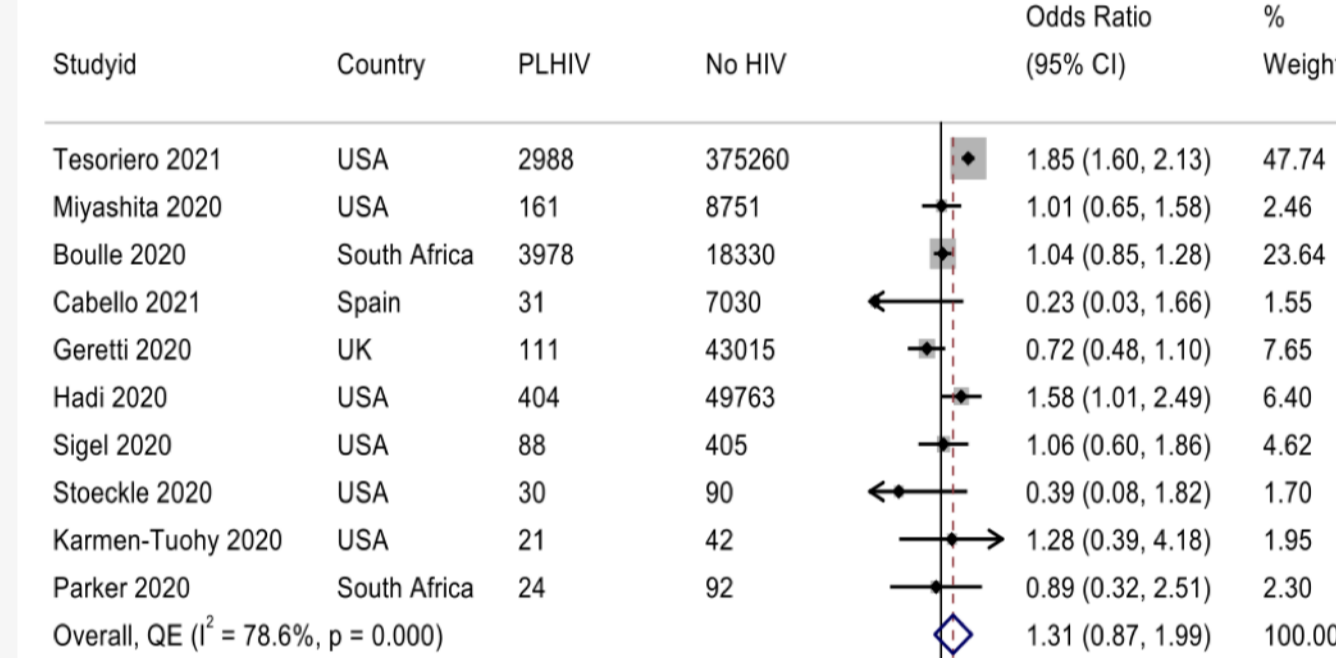 Odds Ratio %
Studyid Country PLHIV No HIV (95% CI) Weight
Tesoriero 2021 USA 2988 375260 1.85 (1.60, 2.13) 47.74
Miyashita 2020 USA 161 8751 1.01 (0.65, 1.58) 2.46
Boulle 2020 South Africa 3978 18330 1.04 (0.85, 1.28) 23.64
Cabello 2021 Spain 31 7030 0.23 (0.03, 1.66) 1.55
Geretti 2020 UK 111 43015 0.72 (0.48, 1.10) 7.65
Hadi 2020 USA 404 49763 1.58 (1.01, 2.49) 6.40
Sigel 2020 USA 88 405 1.06 (0.60, 1.86) 4.62
Stoeckle 2020 USA 30 90 0.39 (0.08, 1.82) 1.70
Karmen-Tuohy 2020 USA 21 42 1.28 (0.39, 4.18) 1.95
Parker 2020 South Africa 24 92 0.89 (0.32, 2.51) 2.30
Overall, QE (I² = 78.6%, p = 0.000) 1.31 (0.87, 1.99) 100.00